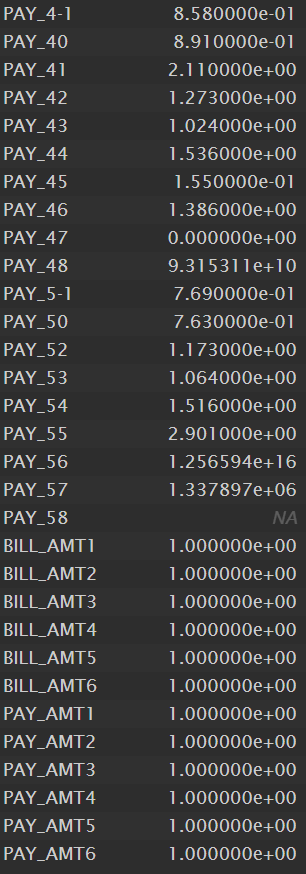 PAY_4-1 8.580000e-01
PAY_40 8.910000e-01
PAY_41 2.110000e+00
PAY_42 1.273000e+00
PAY_43 1.024000e+00
PAY_44 1.536000e+00
PAY_45 1.550000e-01
PAY_46 1.386000e+00
PAY_47 0.000000e+00
PAY_48 9.315311e+10
PAY_5-1 7.690000e-01
PAY_50 7.630000e-01
PAY_52 1.173000e+00
PAY_53 1.064000e+00
PAY_54 1.516000e+00
PAY_55 2.901000e+00
PAY_56 1.256594e+16
PAY_57 1.337897e+06
PAY_58 NA
BILL_AMT1 1.000000e+00
BILL_AMT2 1.000000e+00
BILL_AMT3 1.000000e+00
BILL_AMT4 1.000000e+00
BILL_AMT5 1.000000e+00
BILL_AMT6 1.000000e+00
PAY_AMT1 1.000000e+00
PAY_AMT2 1.000000e+00
PAY_AMT3 1.000000e+00
PAY_AMT4 1.000000e+00
PAY_AMT5 1.000000e+00
PAY_AMT6 1.000000e+00